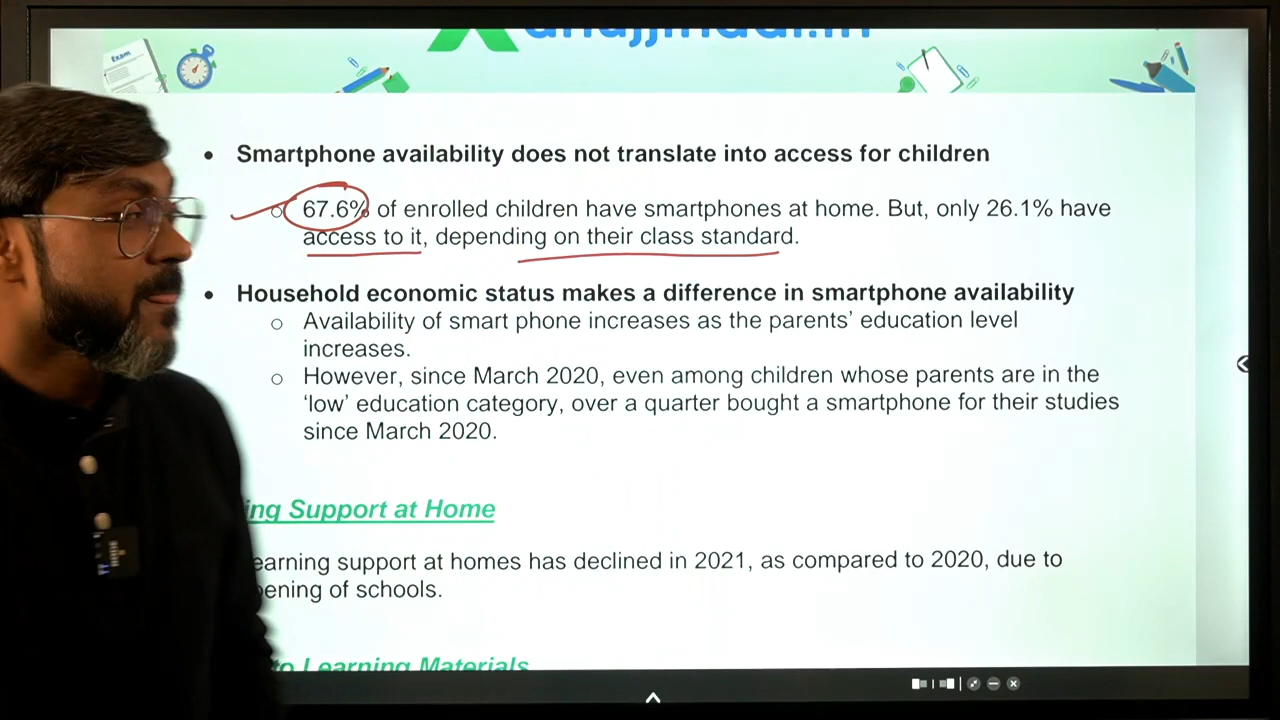 Exam
Smartphone availability does not translate into access for children
67.6% of enrolled children have smartphones at home. But, only 26.1% have
access to it, depending on their class standard.
Household economic status makes a difference in smartphone availability
Availability of smart phone increases as the parents' education level
increases.
However, since March 2020, even among children whose parents are in the
'low' education category, over a quarter bought a smartphone for their studies
since March 2020.
Support at Home
support at homes has declined in 2021, as compared to 2020, due to
of schools.
to Learning Materials